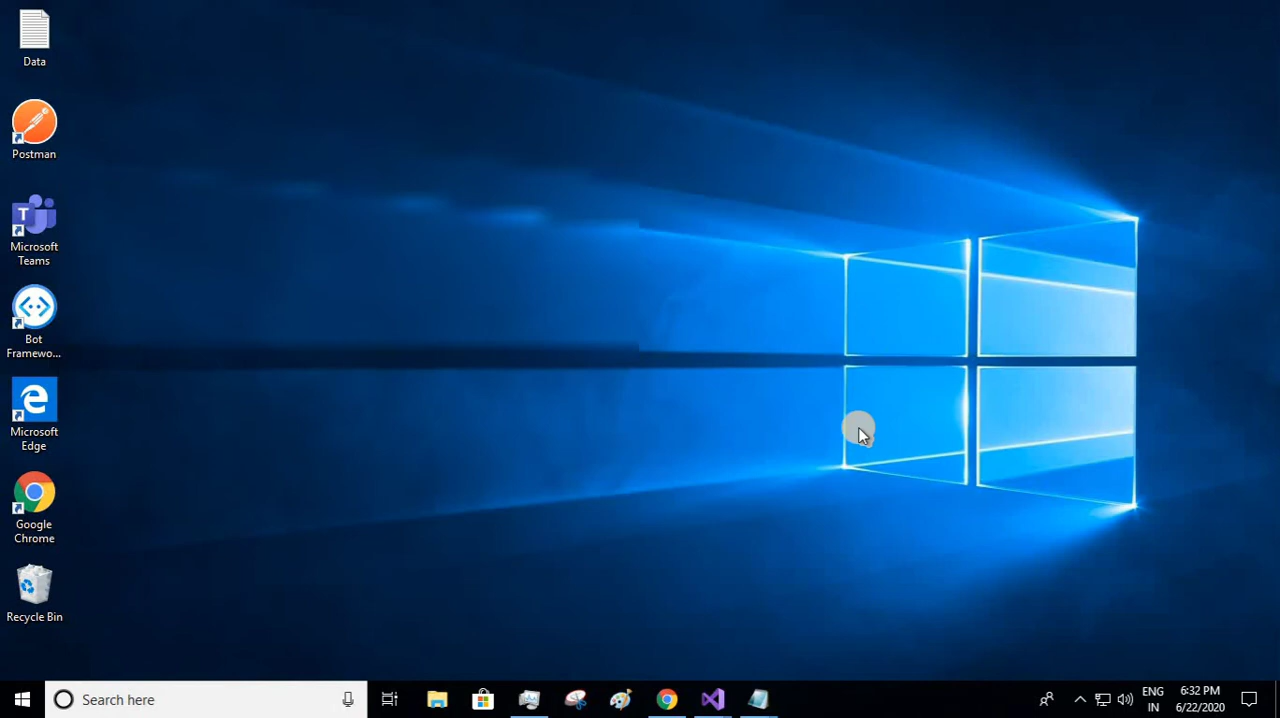 Data
Postman
T
Microsoft
Teams
Bot
Framewo...
Microsoft
Edge
Google
Chrome
Recycle Bin
Search here
ENG
IN
6:32 PM
6/22/2020